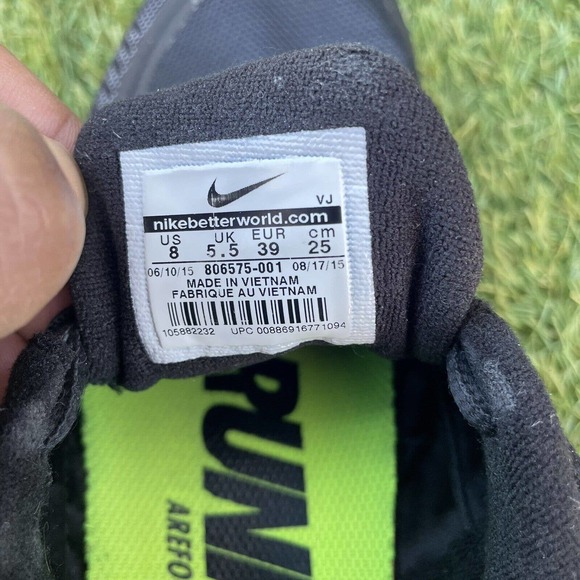 VJ
nikebetterworld.com
US UK EUR cm
8 5.5 39 25
06/10/15 806575-001 08/17/15
MADE IN VIETNAM
FABRIQUE AU VIETNAM
105882232 UPC 00886916771094
RUN
AREFO